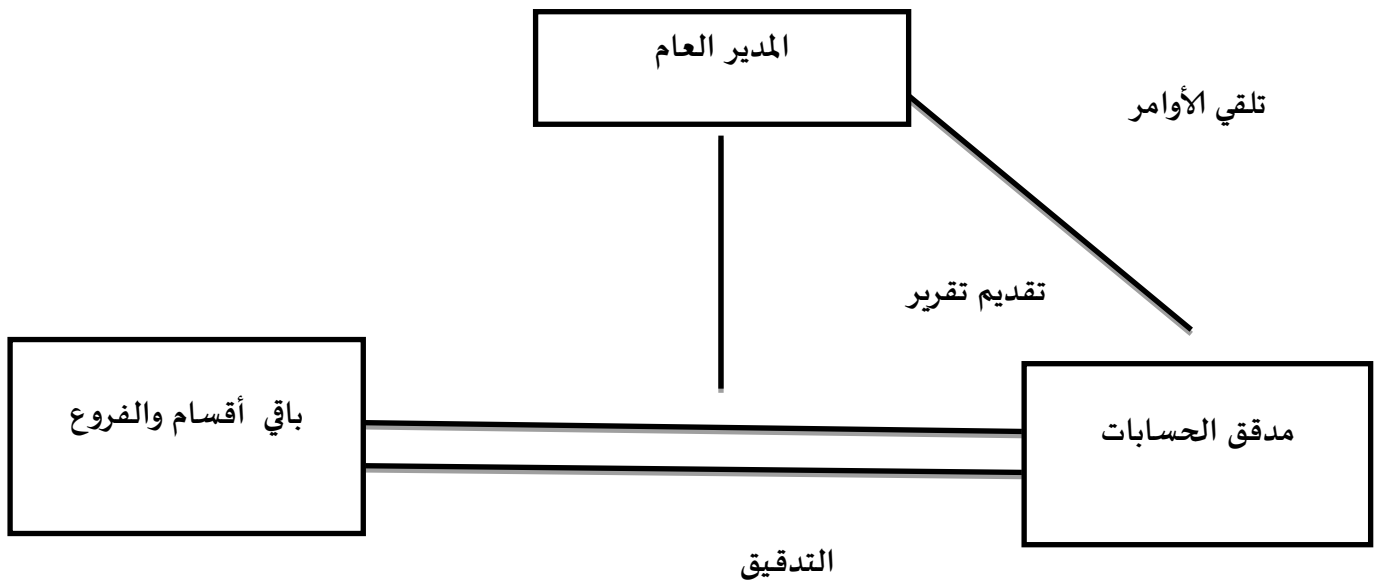 المدير العام
تلقي الأوامر
تقديم تقرير
مدقق الحسابات
باقي أقسام والفروع
التدقيق